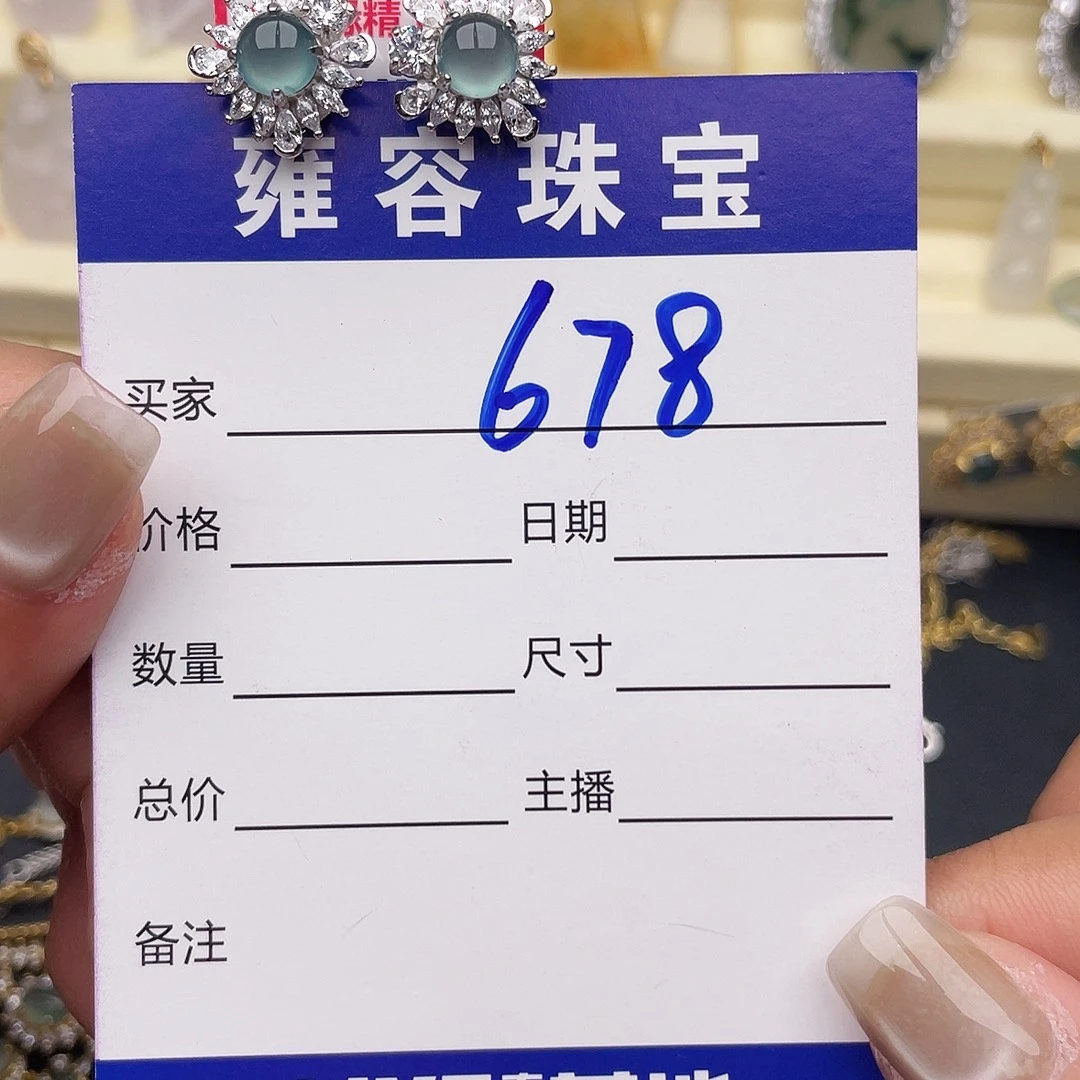 精
雍容珠宝
买家 678
价格 日期
数量 尺寸
总价 主播
备注